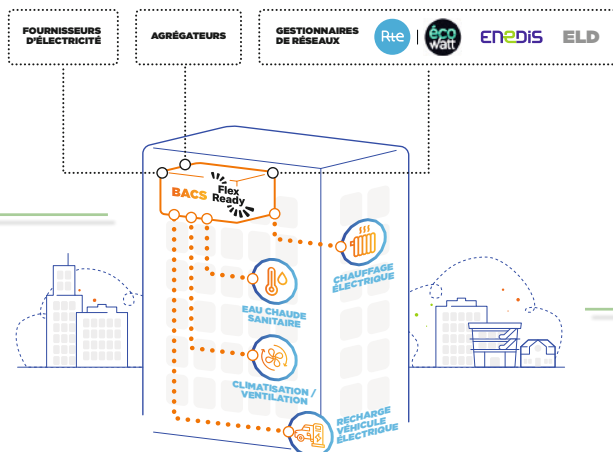 FOURNISSEURS
D'ÉLECTRICITÉ
AGRÉGATEURS
GESTIONNAIRES
DE RÉSEAUX
Rte
éco
watt
ENEDIS
ELD
BACS
Flex
Ready
CHAUFFAGE
ÉLECTRIQUE
EAU CHAUDE
SANITAIRE
CLIMATISATION /
VENTILATION
RECHARGE
VÉHICULE
ÉLECTRIQUE